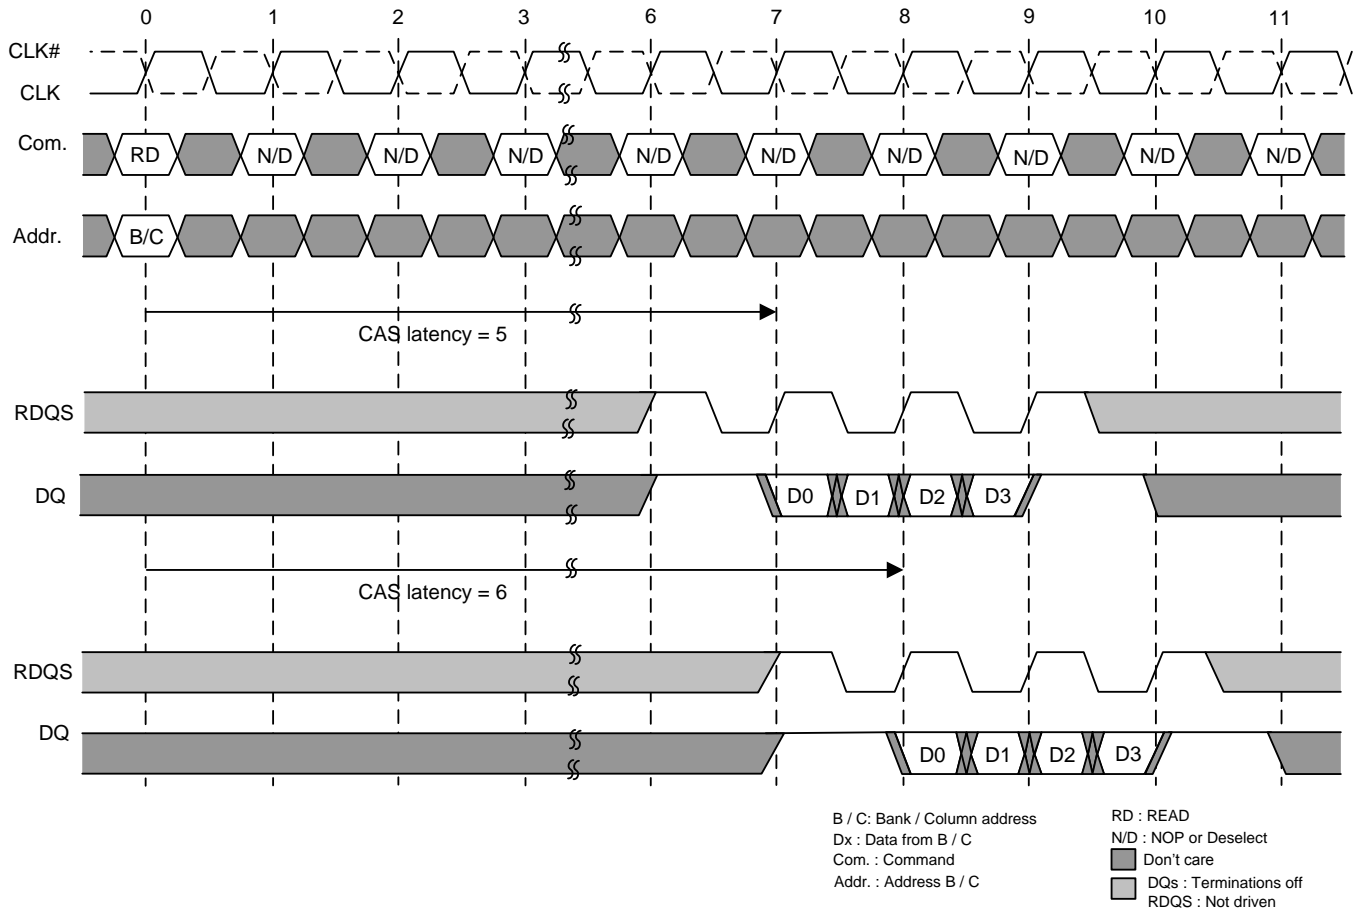 0 1 2 3 6 7 8 9 10 11
CLK#
CLK
Com. RD N/D N/D N/D N/D N/D N/D N/D N/D N/D
Addr. B/C
CAS latency = 5
RDQS
DQ D0 D1 D2 D3
CAS latency = 6
RDQS
DQ D0 D1 D2 D3
B / C: Bank / Column address
Dx : Data from B / C
Com. : Command
Addr. : Address B / C
RD : READ
N/D : NOP or Deselect
Don't care
DQs : Terminations off
RDQS : Not driven